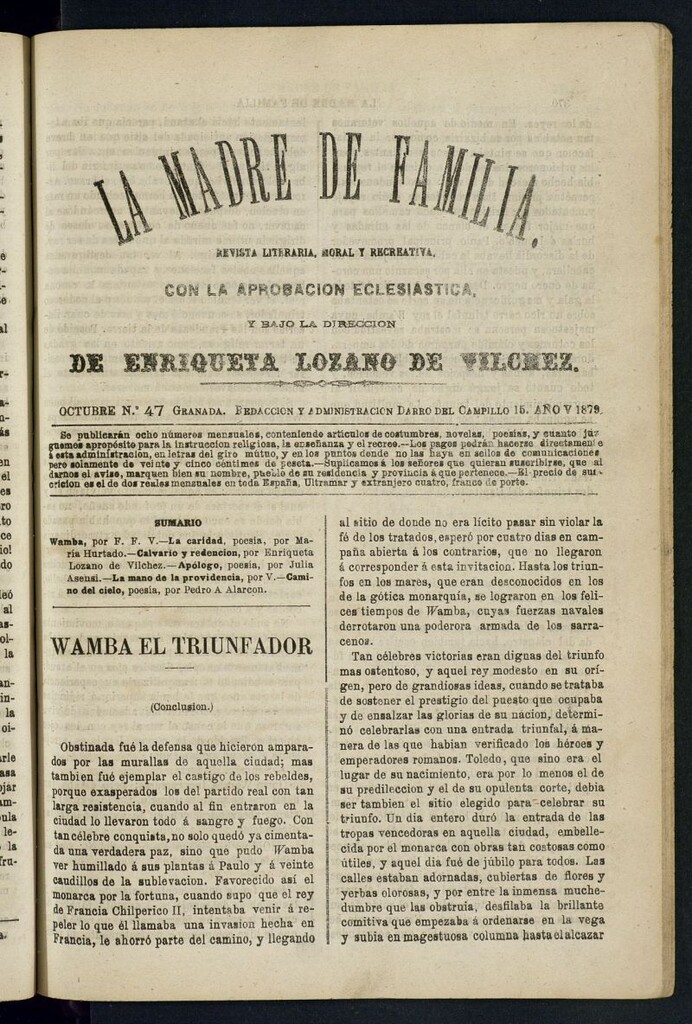 LA MADRE DE FAMILIA,
REVISTA LITERARIA, MORAL Y RECREATIVA,
CON LA APROBACION ECLESIASTICA,
Y BAJO LA DIRECCION
DE ENRIQUETA LOZANO DE VILCHEZ.
OCTUBRE N.º 47 GRANADA. REDACCION Y ADMINISTRACION DARRO DEL CAMPILLO 15. AÑO V 1879.
Se publicarán ocho números mensuales, conteniendo artículos de costumbres, novelas, poesías, y cuanto juz-
guemos apropósito para la instruccion religiosa, la enseñanza y el recreo.—Los pagos podrán hacerse directamente
á esta administracion, en letras del giro mútuo, y en los puntos donde no las haya en sellos de comunicaciones
pero solamente de veinte y cinco céntimos de peseta.—Suplicamos á los señores que quieran suscribirse, que al
darnos el aviso, marquen bien su nombre, pueblo de su residencia y provincia á que pertenece.—El precio de sus-
cricion es el de dos reales mensuales en toda España, Ultramar y extranjero cuatro, franco de porte.
SUMARIO
Wamba, por F. F. V.—La caridad, poesia, por Ma-
ría Hurtado.—Calvario y redencion, por Enriqueta
Lozano de Vilchez.—Apólogo, poesia, por Julia
Asensi.—La mano de la providencia, por V.—Cami-
no del cielo, poesia, por Pedro A Alarcon.
WAMBA EL TRIUNFADOR
(Conclusion.)
Obstinada fué la defensa que hicieron ampara-
dos por las murallas de aquella ciudad; mas
tambien fué ejemplar el castigo de los rebeldes,
porque exasperados los del partido real con tan
larga resistencia, cuando al fin entraron en la
ciudad lo llevaron todo á sangre y fuego. Con
tan célebre conquista, no solo quedó ya cimenta-
da una verdadera paz, sino que pudo Wamba
ver humillado á sus plantas á Paulo y á veinte
caudillos de la sublevacion. Favorecido así el
monarca por la fortuna, cuando supo que el rey
de Francia Chilperico II, intentaba venir á re-
peler lo que él llamaba una invasion hecha en
Francia, le ahorró parte del camino, y llegando
al sitio de donde no era lícito pasar sin violar la
fé de los tratados, esperó por cuatro dias en cam-
paña abierta á los contrarios, que no llegaron
á corresponder á esta invitacion. Hasta los triun-
fos en los mares, que eran desconocidos en los
de la gótica monarquía, se lograron en los feli-
ces tiempos de Wamba, cuyas fuerzas navales
derrotaron una poderora armada de los sarra-
cenos.
Tan célebres victorias eran dignas del triunfo
mas ostentoso, y aquel rey modesto en su orí-
gen, pero de grandiosas ideas, cuando se trataba
de sostener el prestigio del puesto que ocupaba
y de ensalzar las glorias de su nacion, determi-
nó celebrarlas con una entrada triunfal, á ma-
nera de las que habian verificado los héroes y
emperadores romanos. Toledo, que sino era el
lugar de su nacimiento, era por lo menos el de
su predileccion y el de su opulenta corte, debia
ser tambien el sitio elegido para celebrar su
triunfo. Un dia entero duró la entrada de las
tropas vencedoras en aquella ciudad, embelle-
cida por el monarca con obras tan costosas como
útiles, y aquel dia fué de júbilo para todos. Las
calles estaban adornadas, cubiertas de flores y
yerbas olorosas, y por entre la inmensa muche-
dumbre que las obstruia, desfilaba la brillante
comitiva que empezaba á ordenarse en la vega
y subia en magestuosa columna hasta el alcazar